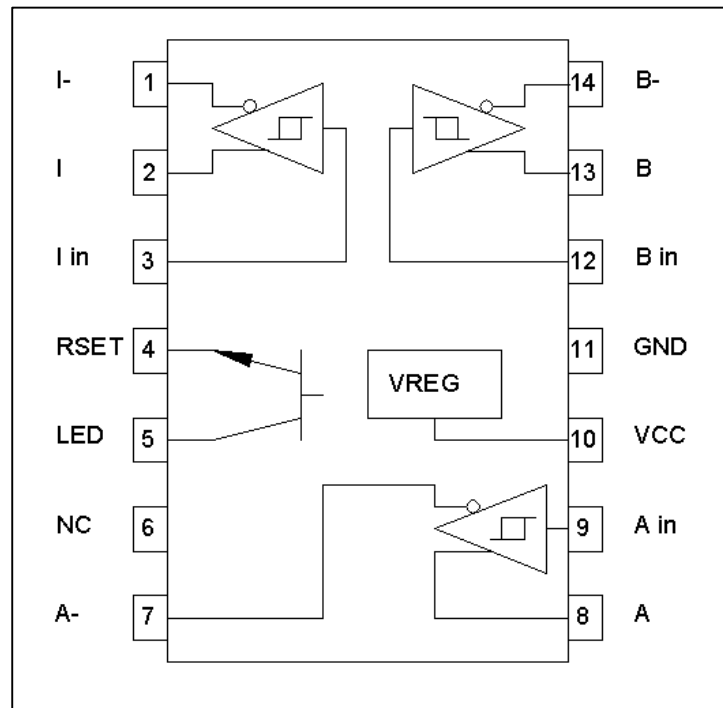 I- 1 14 B-
I 2 13 B
I in 3 12 B in
RSET 4 11 GND
VREG
LED 5 10 VCC
NC 6 9 A in
A- 7 8 A